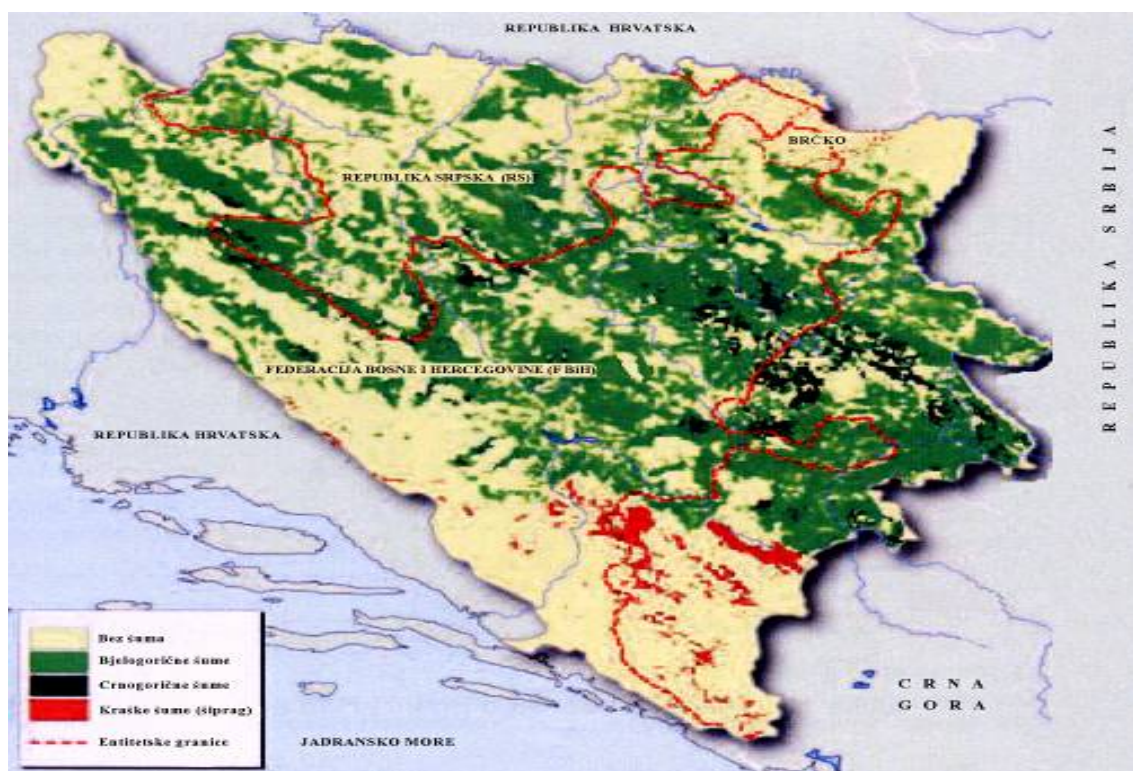 REPUBLIKA HRVATSKA
BRČKO
REPUBLIKA SRPSKA (RS)
REPUBLIKA SRBIJA
FEDERACIJA BOSNE I HERCEGOVINE (F BiH)
REPUBLIKA HRVATSKA
Bez šuma
Bjelogorične šume
Crnogorične šume
Kraške šume (šiprag)
Entitetske granice
CRNA
GORA
JADRANSKO MORE